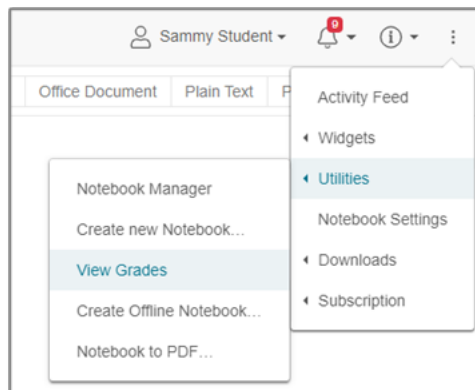 Sammy Student
9
Office Document
Plain Text
P
Activity Feed
Widgets
Utilities
Notebook Settings
Downloads
Subscription
Notebook Manager
Create new Notebook...
View Grades
Create Offline Notebook...
Notebook to PDF...